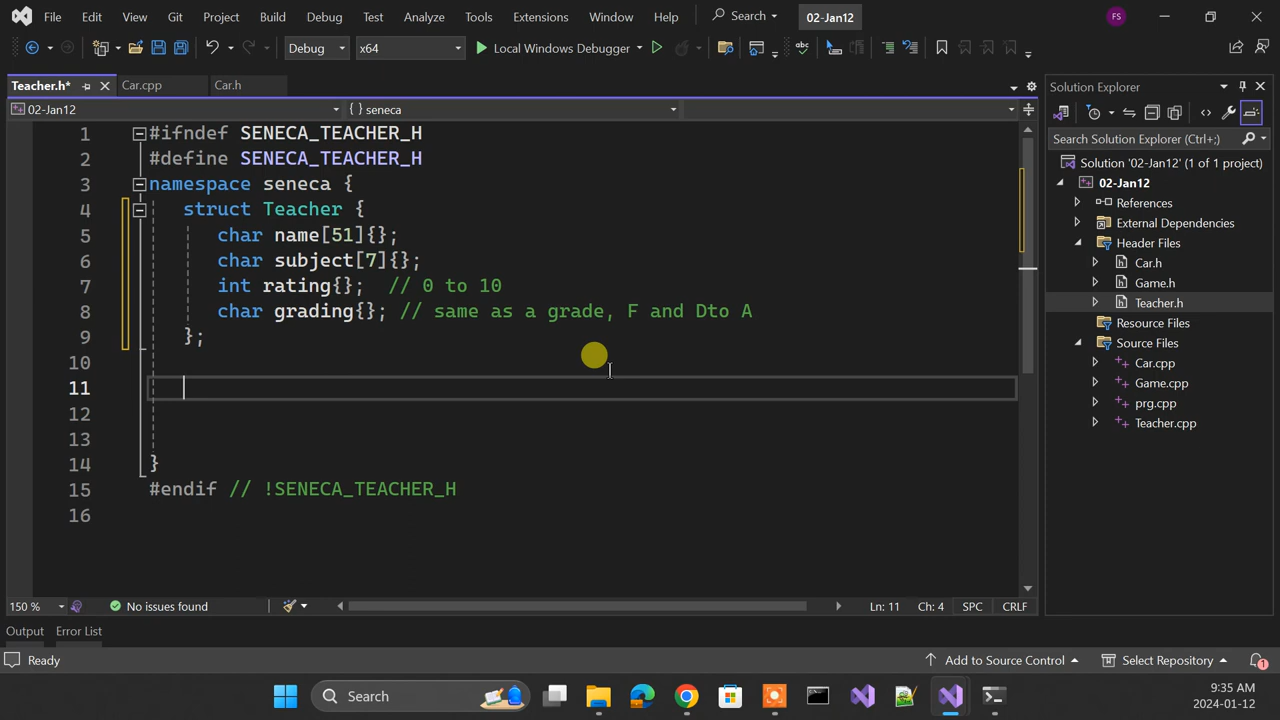 File Edit View Git Project Build Debug Test Analyze Tools Extensions Window Help Search 02-Jan12 FS
Debug x64 Local Windows Debugger
Teacher.h* Car.cpp Car.h
02-Jan12 { } seneca
1 #ifndef SENECA_TEACHER_H
2 #define SENECA_TEACHER_H
3 namespace seneca {
4 struct Teacher {
5 char name[51]{};
6 char subject[7]{};
7 int rating{}; // 0 to 10
8 char grading{}; // same as a grade, F and Dto A
9 };
10
11
12
13
14 }
15 #endif // !SENECA_TEACHER_H
16
150 % No issues found Ln: 11 Ch: 4 SPC CRLF
Solution Explorer
Search Solution Explorer (Ctrl+;)
Solution '02-Jan12' (1 of 1 project)
02-Jan12
References
External Dependencies
Header Files
Car.h
Game.h
Teacher.h
Resource Files
Source Files
Car.cpp
Game.cpp
prg.cpp
Teacher.cpp
Output Error List
Ready Add to Source Control Select Repository 1
Search 9:35 AM
2024-01-12